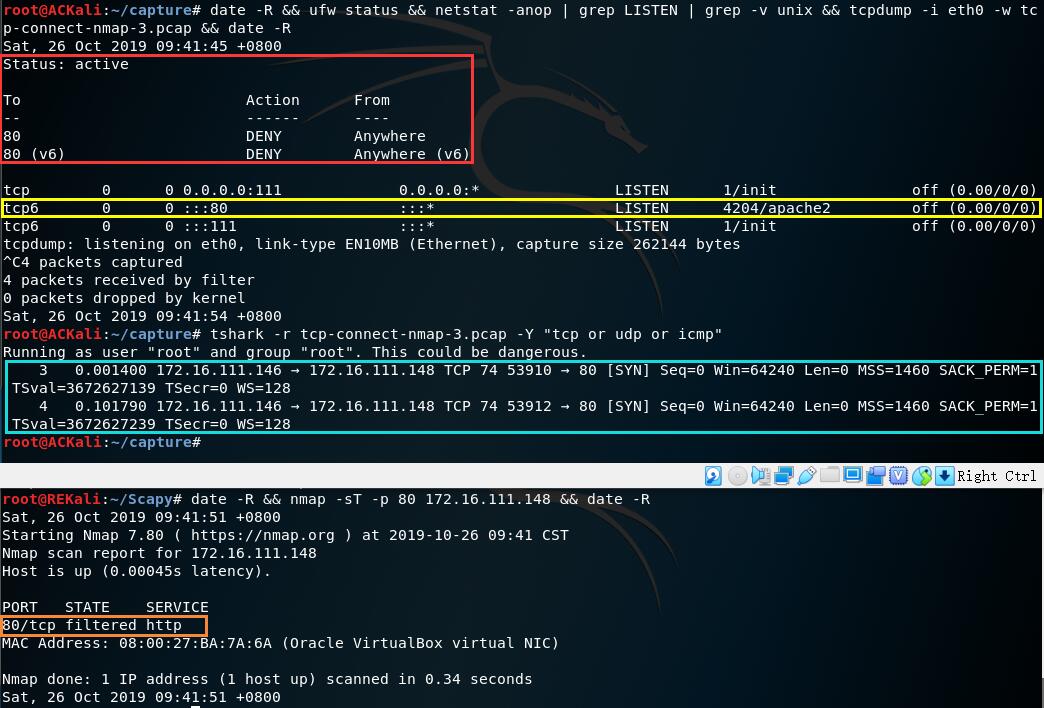 root@ACKali:~/capture# date -R && ufw status && netstat -anop | grep LISTEN | grep -v unix && tcpdump -i eth0 -w tc
p-connect-nmap-3.pcap && date -R
Sat, 26 Oct 2019 09:41:45 +0800
Status: active
To                         Action      From
--                         ------      ----
80                         DENY        Anywhere
80 (v6)                    DENY        Anywhere (v6)
tcp        0      0 0.0.0.0:111             0.0.0.0:*               LISTEN      1/init               off (0.00/0/0)
tcp6       0      0 :::80                   :::*                    LISTEN      4204/apache2         off (0.00/0/0)
tcp6       0      0 :::111                  :::*                    LISTEN      1/init               off (0.00/0/0)
tcpdump: listening on eth0, link-type EN10MB (Ethernet), capture size 262144 bytes
^C4 packets captured
4 packets received by filter
0 packets dropped by kernel
Sat, 26 Oct 2019 09:41:54 +0800
root@ACKali:~/capture# tshark -r tcp-connect-nmap-3.pcap -Y "tcp or udp or icmp"
Running as user "root" and group "root". This could be dangerous.
    3   0.001400 172.16.111.146 → 172.16.111.148 TCP 74 53910 → 80 [SYN] Seq=0 Win=64240 Len=0 MSS=1460 SACK_PERM=1
 TSval=3672627139 TSecr=0 WS=128
    4   0.101790 172.16.111.146 → 172.16.111.148 TCP 74 53912 → 80 [SYN] Seq=0 Win=64240 Len=0 MSS=1460 SACK_PERM=1
 TSval=3672627239 TSecr=0 WS=128
root@ACKali:~/capture#
Right Ctrl
root@REKali:~/Scapy# date -R && nmap -sT -p 80 172.16.111.148 && date -R
Sat, 26 Oct 2019 09:41:51 +0800
Starting Nmap 7.80 ( https://nmap.org ) at 2019-10-26 09:41 CST
Nmap scan report for 172.16.111.148
Host is up (0.00045s latency).
PORT   STATE    SERVICE
80/tcp filtered http
MAC Address: 08:00:27:BA:7A:6A (Oracle VirtualBox virtual NIC)
Nmap done: 1 IP address (1 host up) scanned in 0.34 seconds
Sat, 26 Oct 2019 09:41:51 +0800